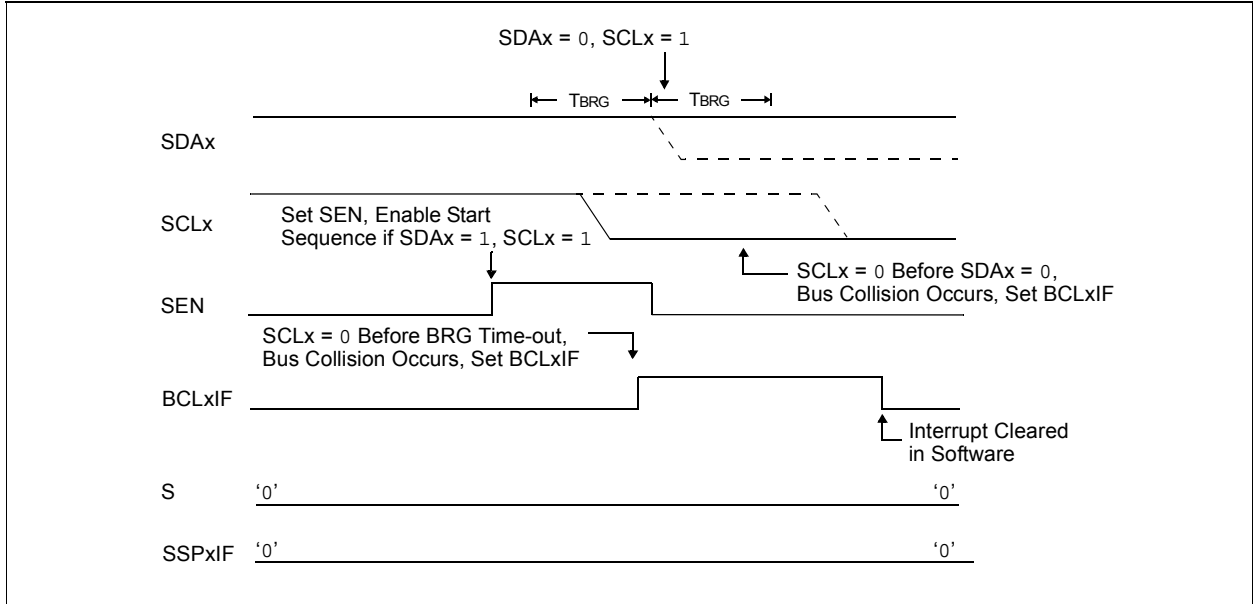 SDAx = 0, SCLx = 1
TBRG TBRG
SDAx
SCLx
Set SEN, Enable Start
Sequence if SDAx = 1, SCLx = 1
SCLx = 0 Before SDAx = 0,
Bus Collision Occurs, Set BCLxIF
SEN
SCLx = 0 Before BRG Time-out,
Bus Collision Occurs, Set BCLxIF
BCLxIF
Interrupt Cleared
in Software
S ‘0’ ‘0’
SSPxIF ‘0’ ‘0’